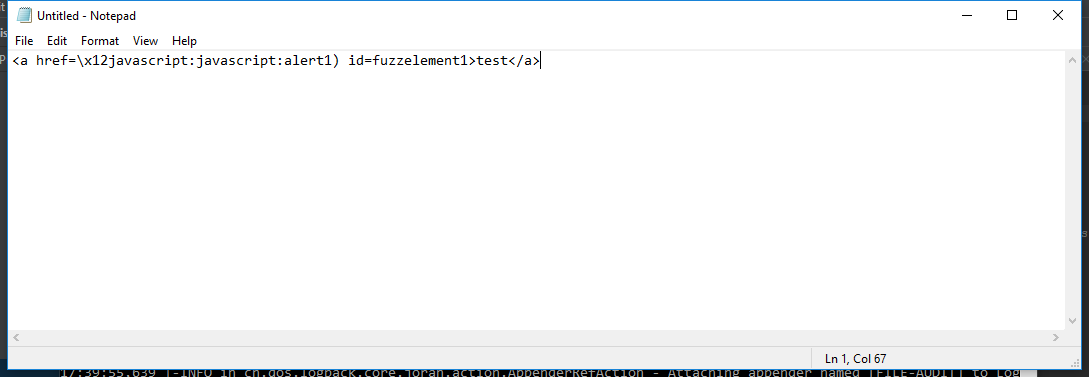 Untitled - Notepad
File Edit Format View Help
<a href=\x12javascript:javascript:alert1) id=fuzzelement1>test</a>
Ln 1, Col 67
17:39:55.639 |-INFO in ch.qos.logback.core.joran.action.AppenderRefAction - Attaching appender named [FILE-AUDIT] to Log